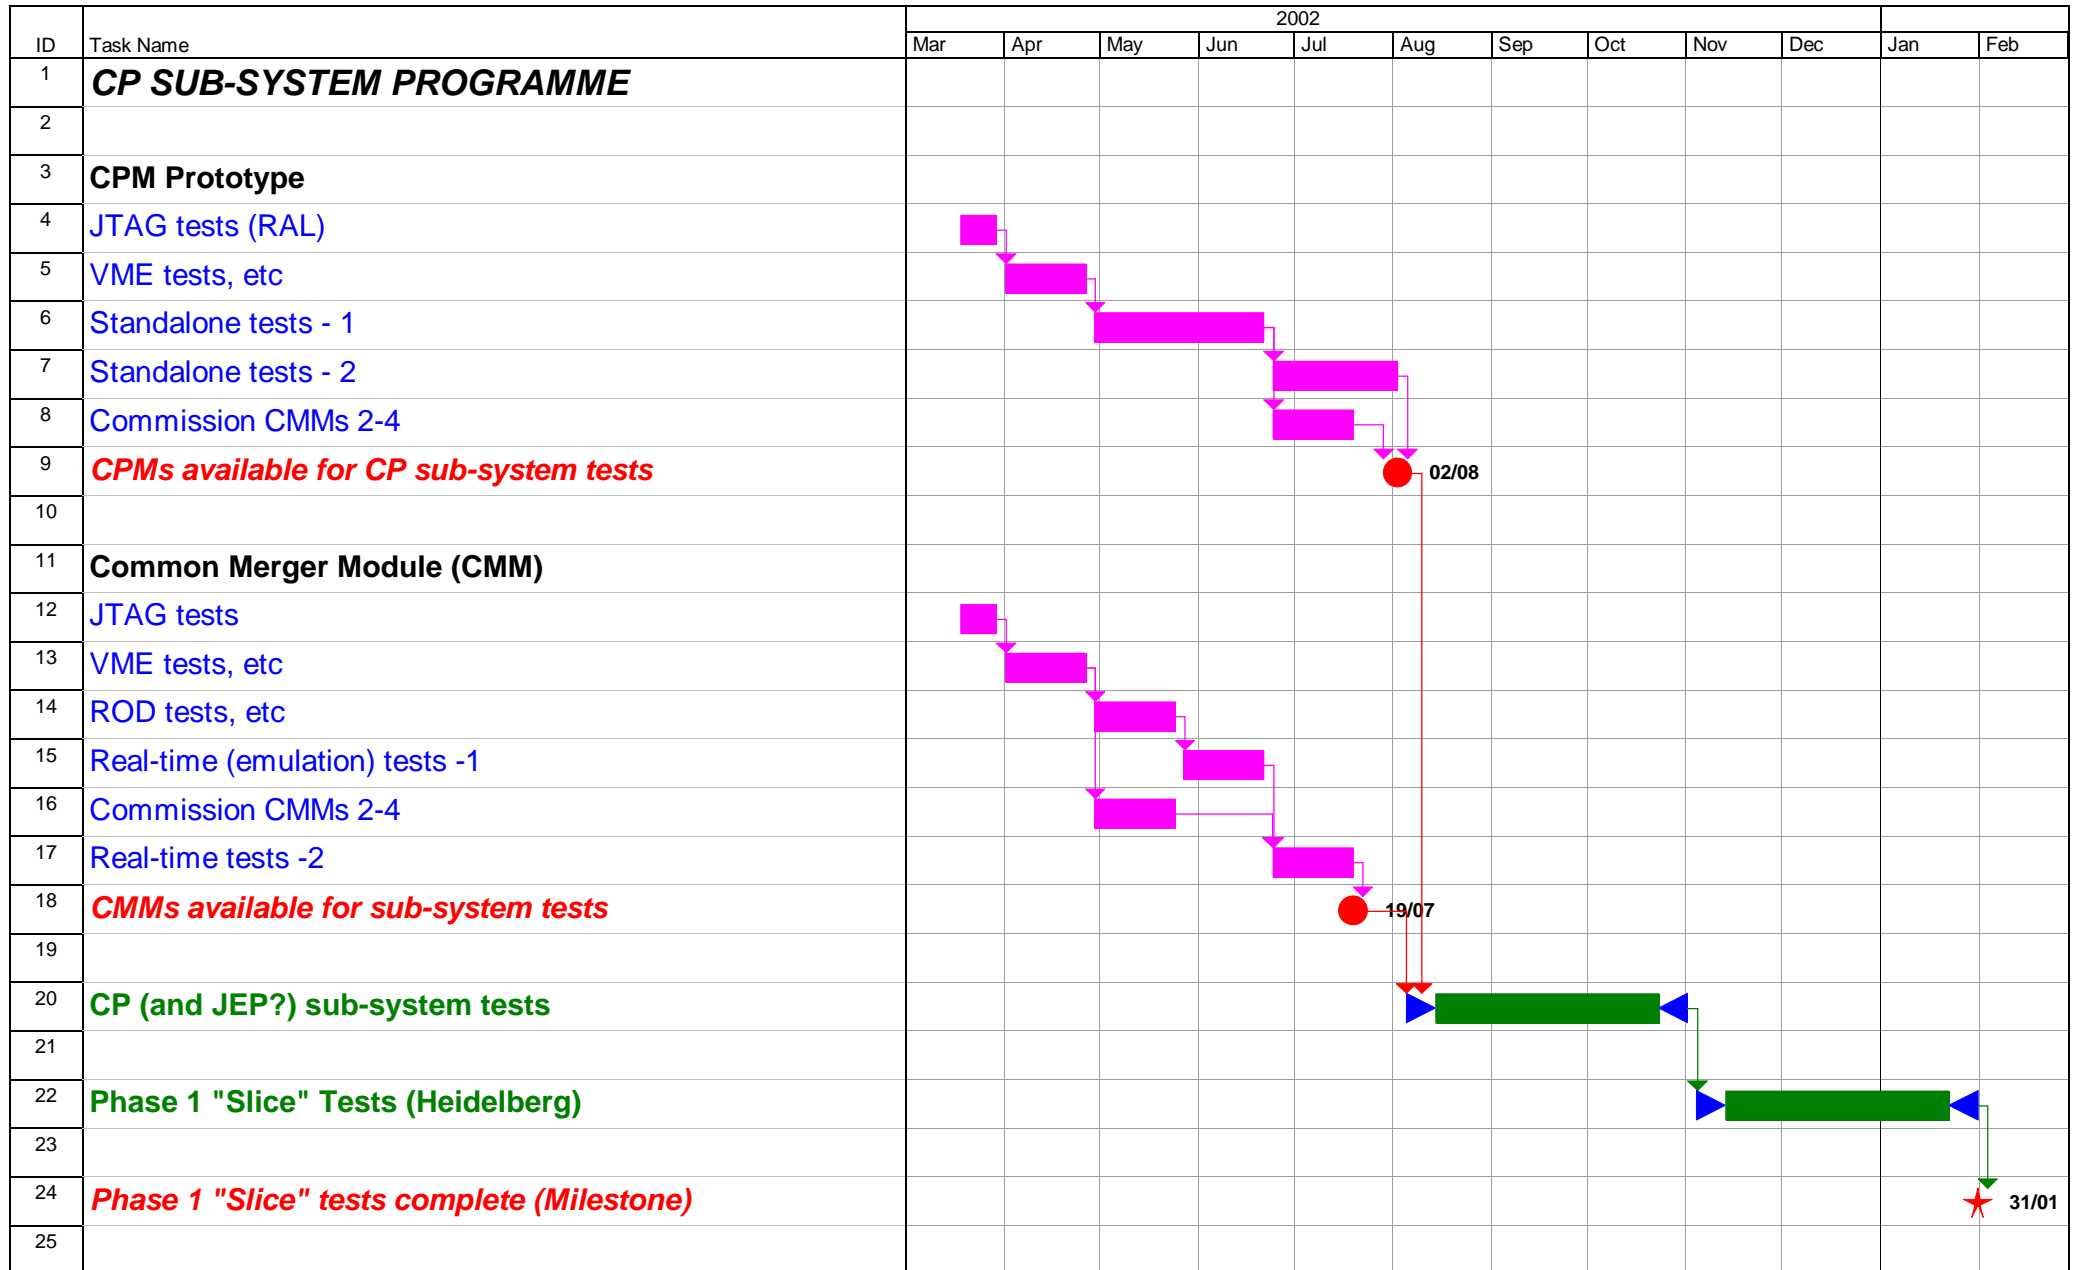 2002
ID Task Name Mar Apr May Jun Jul Aug Sep Oct Nov Dec Jan Feb
1 CP SUB-SYSTEM PROGRAMME
2
3 CPM Prototype
4 JTAG tests (RAL)
5 VME tests, etc
6 Standalone tests - 1
7 Standalone tests - 2
8 Commission CMMs 2-4
9 CPMs available for CP sub-system tests 02/08
10
11 Common Merger Module (CMM)
12 JTAG tests
13 VME tests, etc
14 ROD tests, etc
15 Real-time (emulation) tests -1
16 Commission CMMs 2-4
17 Real-time tests -2
18 CMMs available for sub-system tests 19/07
19
20 CP (and JEP?) sub-system tests
21
22 Phase 1 "Slice" Tests (Heidelberg)
23
24 Phase 1 "Slice" tests complete (Milestone) 31/01
25